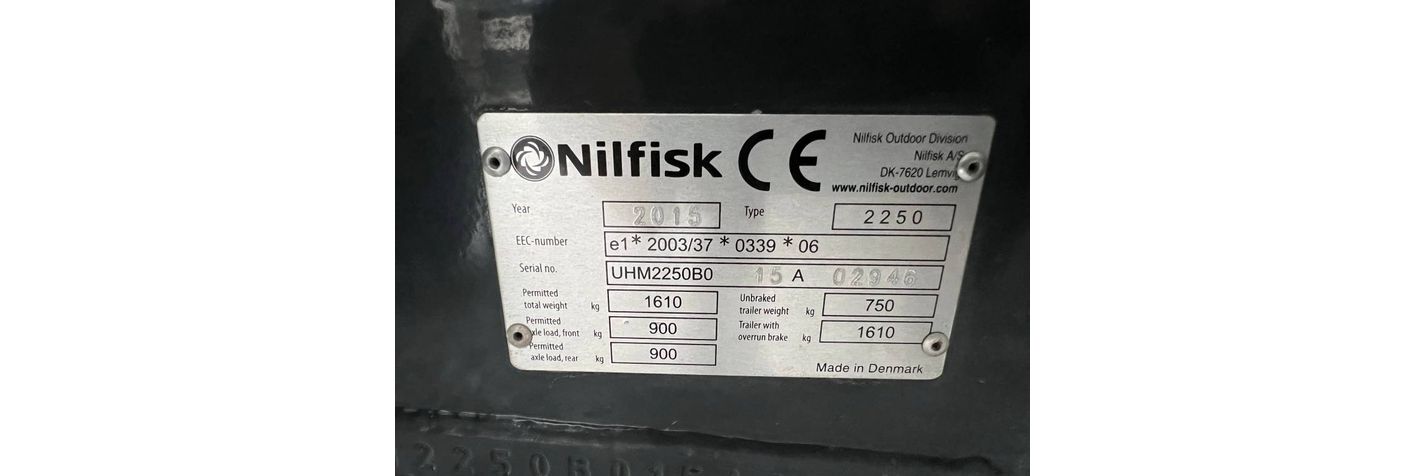 Nilfisk CE
Nilfisk Outdoor Division
Nilfisk A/S
DK-7620 Lemvig
www.nilfisk-outdoor.com
Year 2015 Type 2250
EEC-number e1* 2003/37 * 0339 * 06
Serial no. UHM2250B0 15 A 02946
Permitted total weight kg 1610 Unbraked trailer weight kg 750
Permitted axle load, front kg 900 Trailer with overrun brake kg 1610
Permitted axle load, rear kg 900
Made in Denmark
2250B015